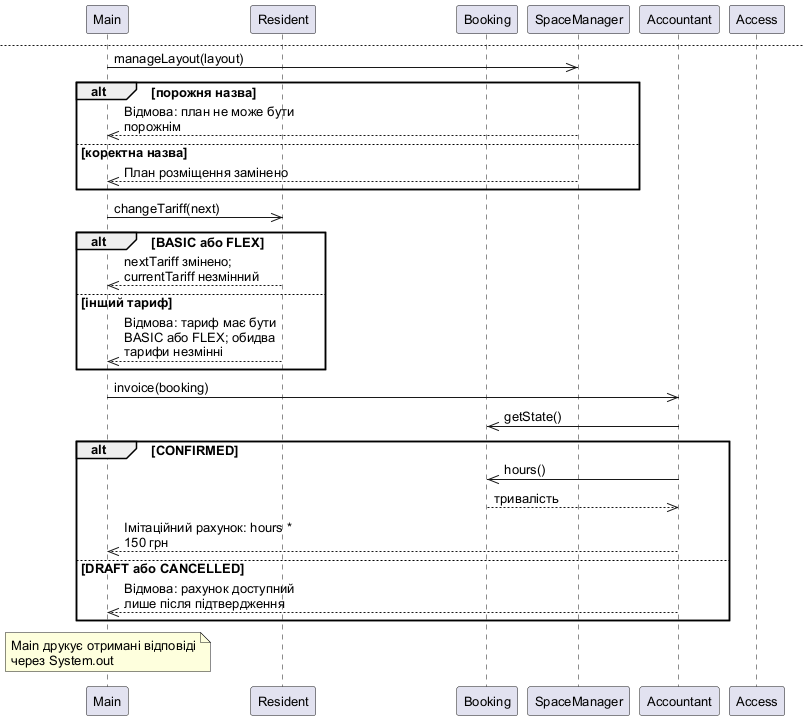 Main Resident Booking SpaceManager Accountant Access
manageLayout(layout)
alt [порожня назва]
Відмова: план не може бути
порожнім
[коректна назва]
План розміщення замінено
changeTariff(next)
alt [BASIC або FLEX]
nextTariff змінено;
currentTariff незмінний
[інший тариф]
Відмова: тариф має бути
BASIC або FLEX; обидва
тарифи незмінні
invoice(booking)
getState()
alt [CONFIRMED]
hours()
тривалість
Імітаційний рахунок: hours *
150 грн
[DRAFT або CANCELLED]
Відмова: рахунок доступний
лише після підтвердження
Main друкує отримані відповіді
через System.out
Main Resident Booking SpaceManager Accountant Access